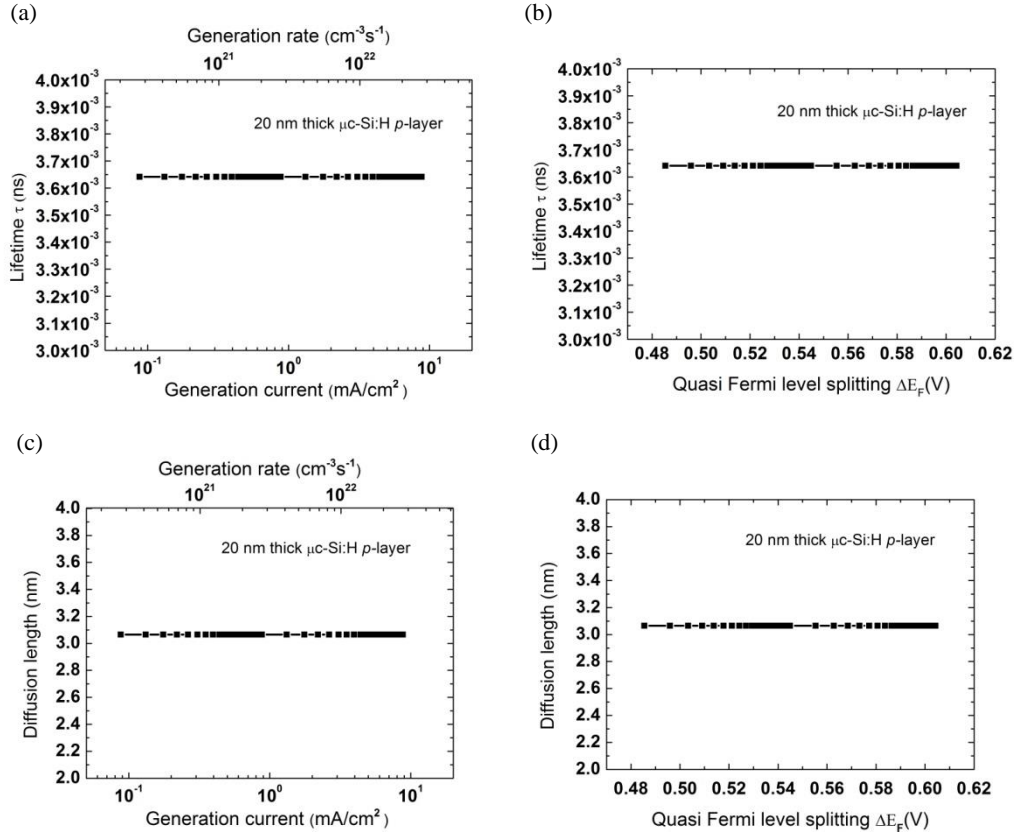 (a)
Generation rate (cm⁻³s⁻¹)
10²¹ 10²²
4.0x10⁻³
3.9x10⁻³
3.8x10⁻³
3.7x10⁻³
3.6x10⁻³
3.5x10⁻³
3.4x10⁻³
3.3x10⁻³
3.2x10⁻³
3.1x10⁻³
3.0x10⁻³
Lifetime τ (ns)
20 nm thick μc-Si:H p-layer
10⁻¹ 10⁰ 10¹
Generation current (mA/cm²)
(b)
4.0x10⁻³
3.9x10⁻³
3.8x10⁻³
3.7x10⁻³
3.6x10⁻³
3.5x10⁻³
3.4x10⁻³
3.3x10⁻³
3.2x10⁻³
3.1x10⁻³
3.0x10⁻³
Lifetime τ (ns)
20 nm thick μc-Si:H p-layer
0.48 0.50 0.52 0.54 0.56 0.58 0.60 0.62
Quasi Fermi level splitting ΔE_F(V)
(c)
Generation rate (cm⁻³s⁻¹)
10²¹ 10²²
4.0
3.8
3.6
3.4
3.2
3.0
2.8
2.6
2.4
2.2
2.0
Diffusion length (nm)
20 nm thick μc-Si:H p-layer
10⁻¹ 10⁰ 10¹
Generation current (mA/cm²)
(d)
4.0
3.8
3.6
3.4
3.2
3.0
2.8
2.6
2.4
2.2
2.0
Diffusion length (nm)
20 nm thick μc-Si:H p-layer
0.48 0.50 0.52 0.54 0.56 0.58 0.60 0.62
Quasi Fermi level splitting ΔE_F(V)